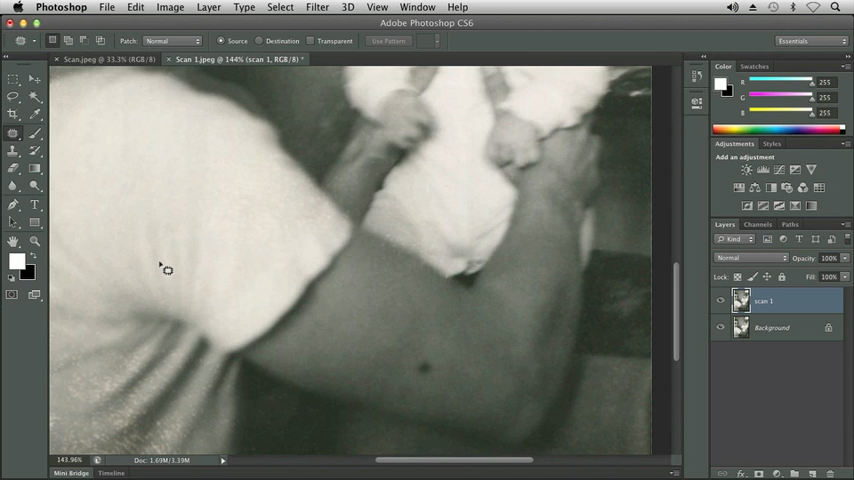 Photoshop File Edit Image Layer Type Select Filter 3D View Window Help
Adobe Photoshop CS6
Patch: Normal Source Destination Transparent Use Pattern Essentials
Scan.jpeg @ 33.3% (RGB/8) Scan 1.jpeg @ 144% (scan 1, RGB/8) *
Color Swatches
R 255
G 255
B 255
Adjustments Styles
Add an adjustment
Layers Channels Paths
Kind
Normal Opacity: 100%
Lock: Fill: 100%
scan 1
Background
143.96% Doc: 1.69M/3.39M
Mini Bridge Timeline